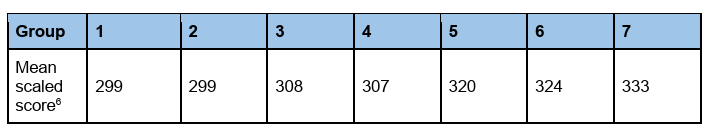 Group 1 2 3 4 5 6 7
Mean
scaled 299 299 308 307 320 324 333
score⁶